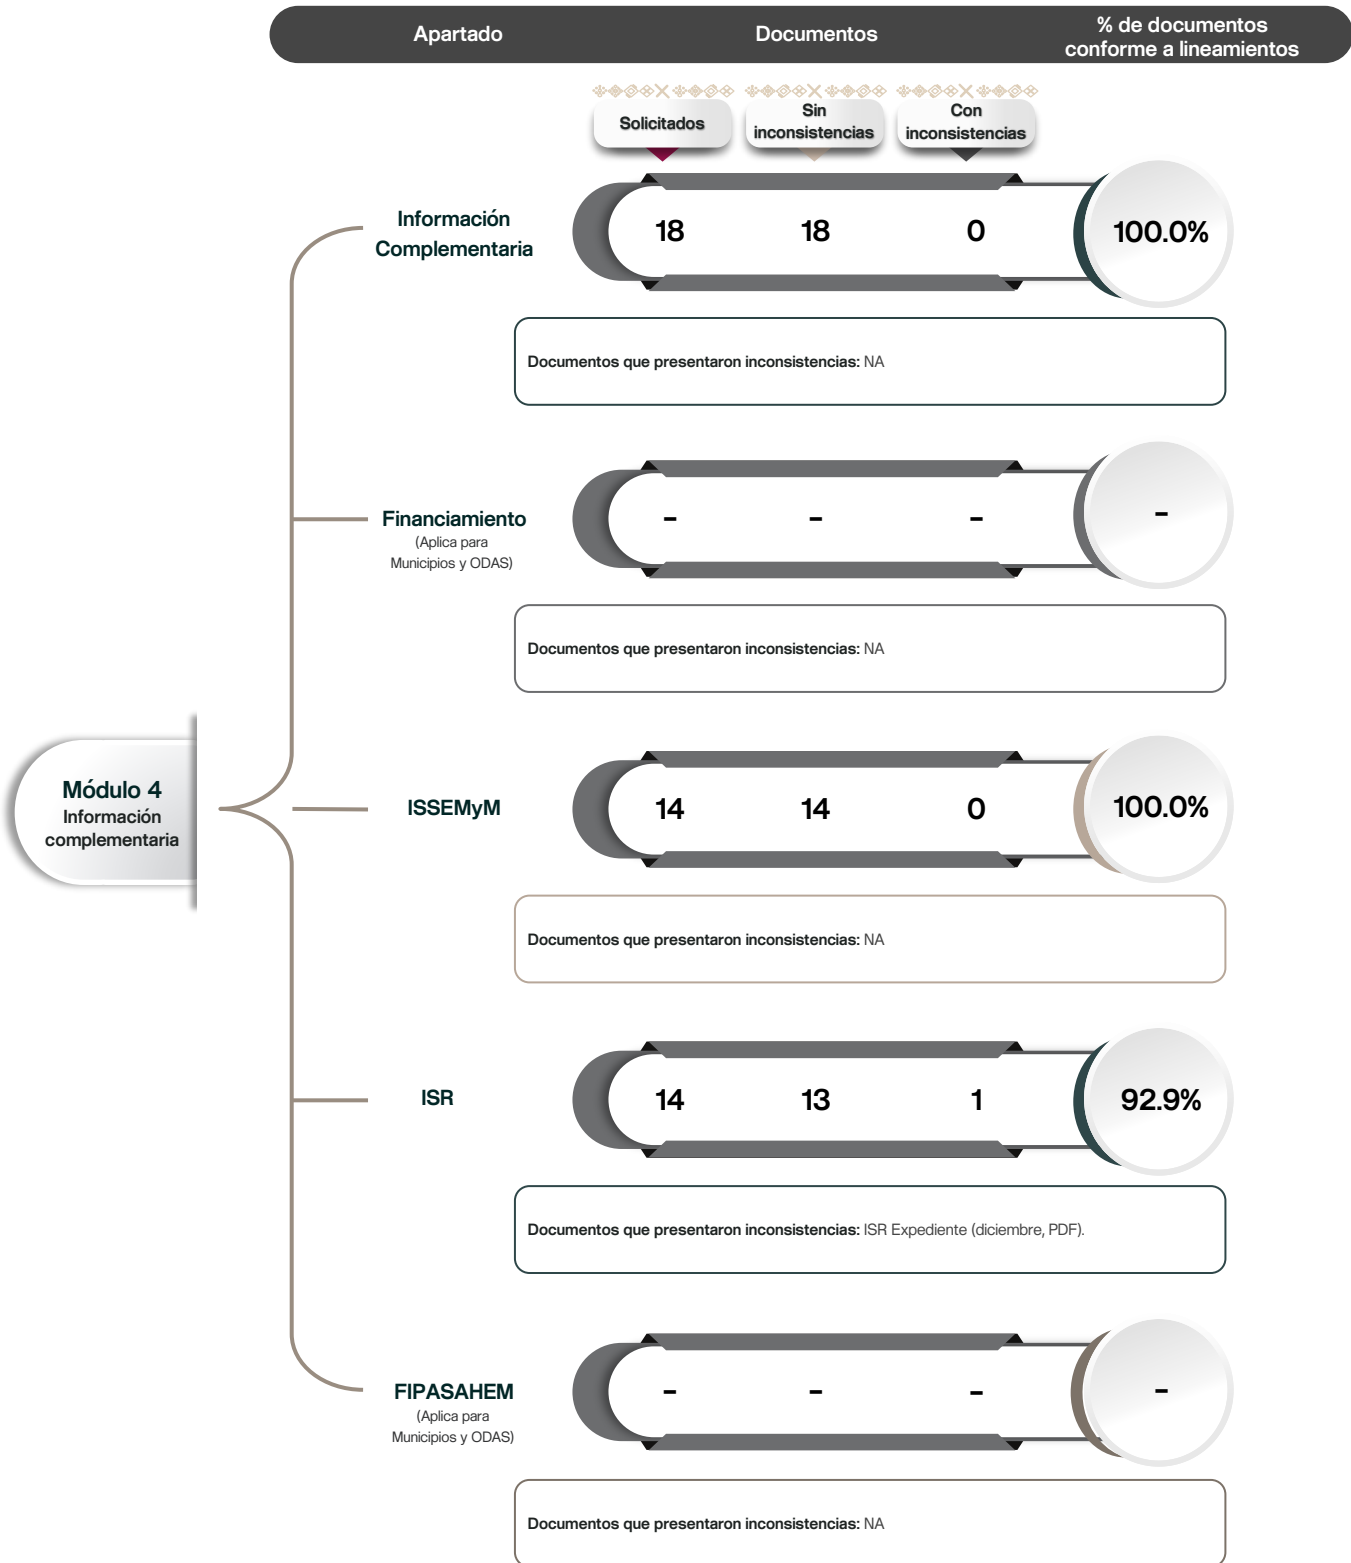 Apartado
Documentos
% de documentos
conforme a lineamientos
Solicitados
Sin
inconsistencias
Con
inconsistencias
Información
Complementaria
18 18 0 100.0%
Documentos que presentaron inconsistencias: NA
Financiamiento
(Aplica para
Municipios y ODAS)
- - - -
Documentos que presentaron inconsistencias: NA
Módulo 4
Información
complementaria
ISSEMyM
14 14 0 100.0%
Documentos que presentaron inconsistencias: NA
ISR
14 13 1 92.9%
Documentos que presentaron inconsistencias: ISR Expediente (diciembre, PDF).
FIPASAHEM
(Aplica para
Municipios y ODAS)
- - - -
Documentos que presentaron inconsistencias: NA